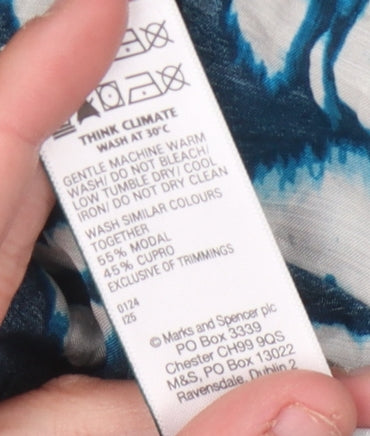 THINK CLIMATE
WASH AT 30°C
GENTLE MACHINE WARM
WASH/ DO NOT BLEACH/
LOW TUMBLE DRY/ COOL
IRON/ DO NOT DRY CLEAN
WASH SIMILAR COLOURS
TOGETHER
55% MODAL
45% CUPRO
EXCLUSIVE OF TRIMMINGS
0124
125
© Marks and Spencer plc
PO Box 3339
Chester CH99 9QS
M&S, PO Box 13022
Ravensdale, Dublin 2